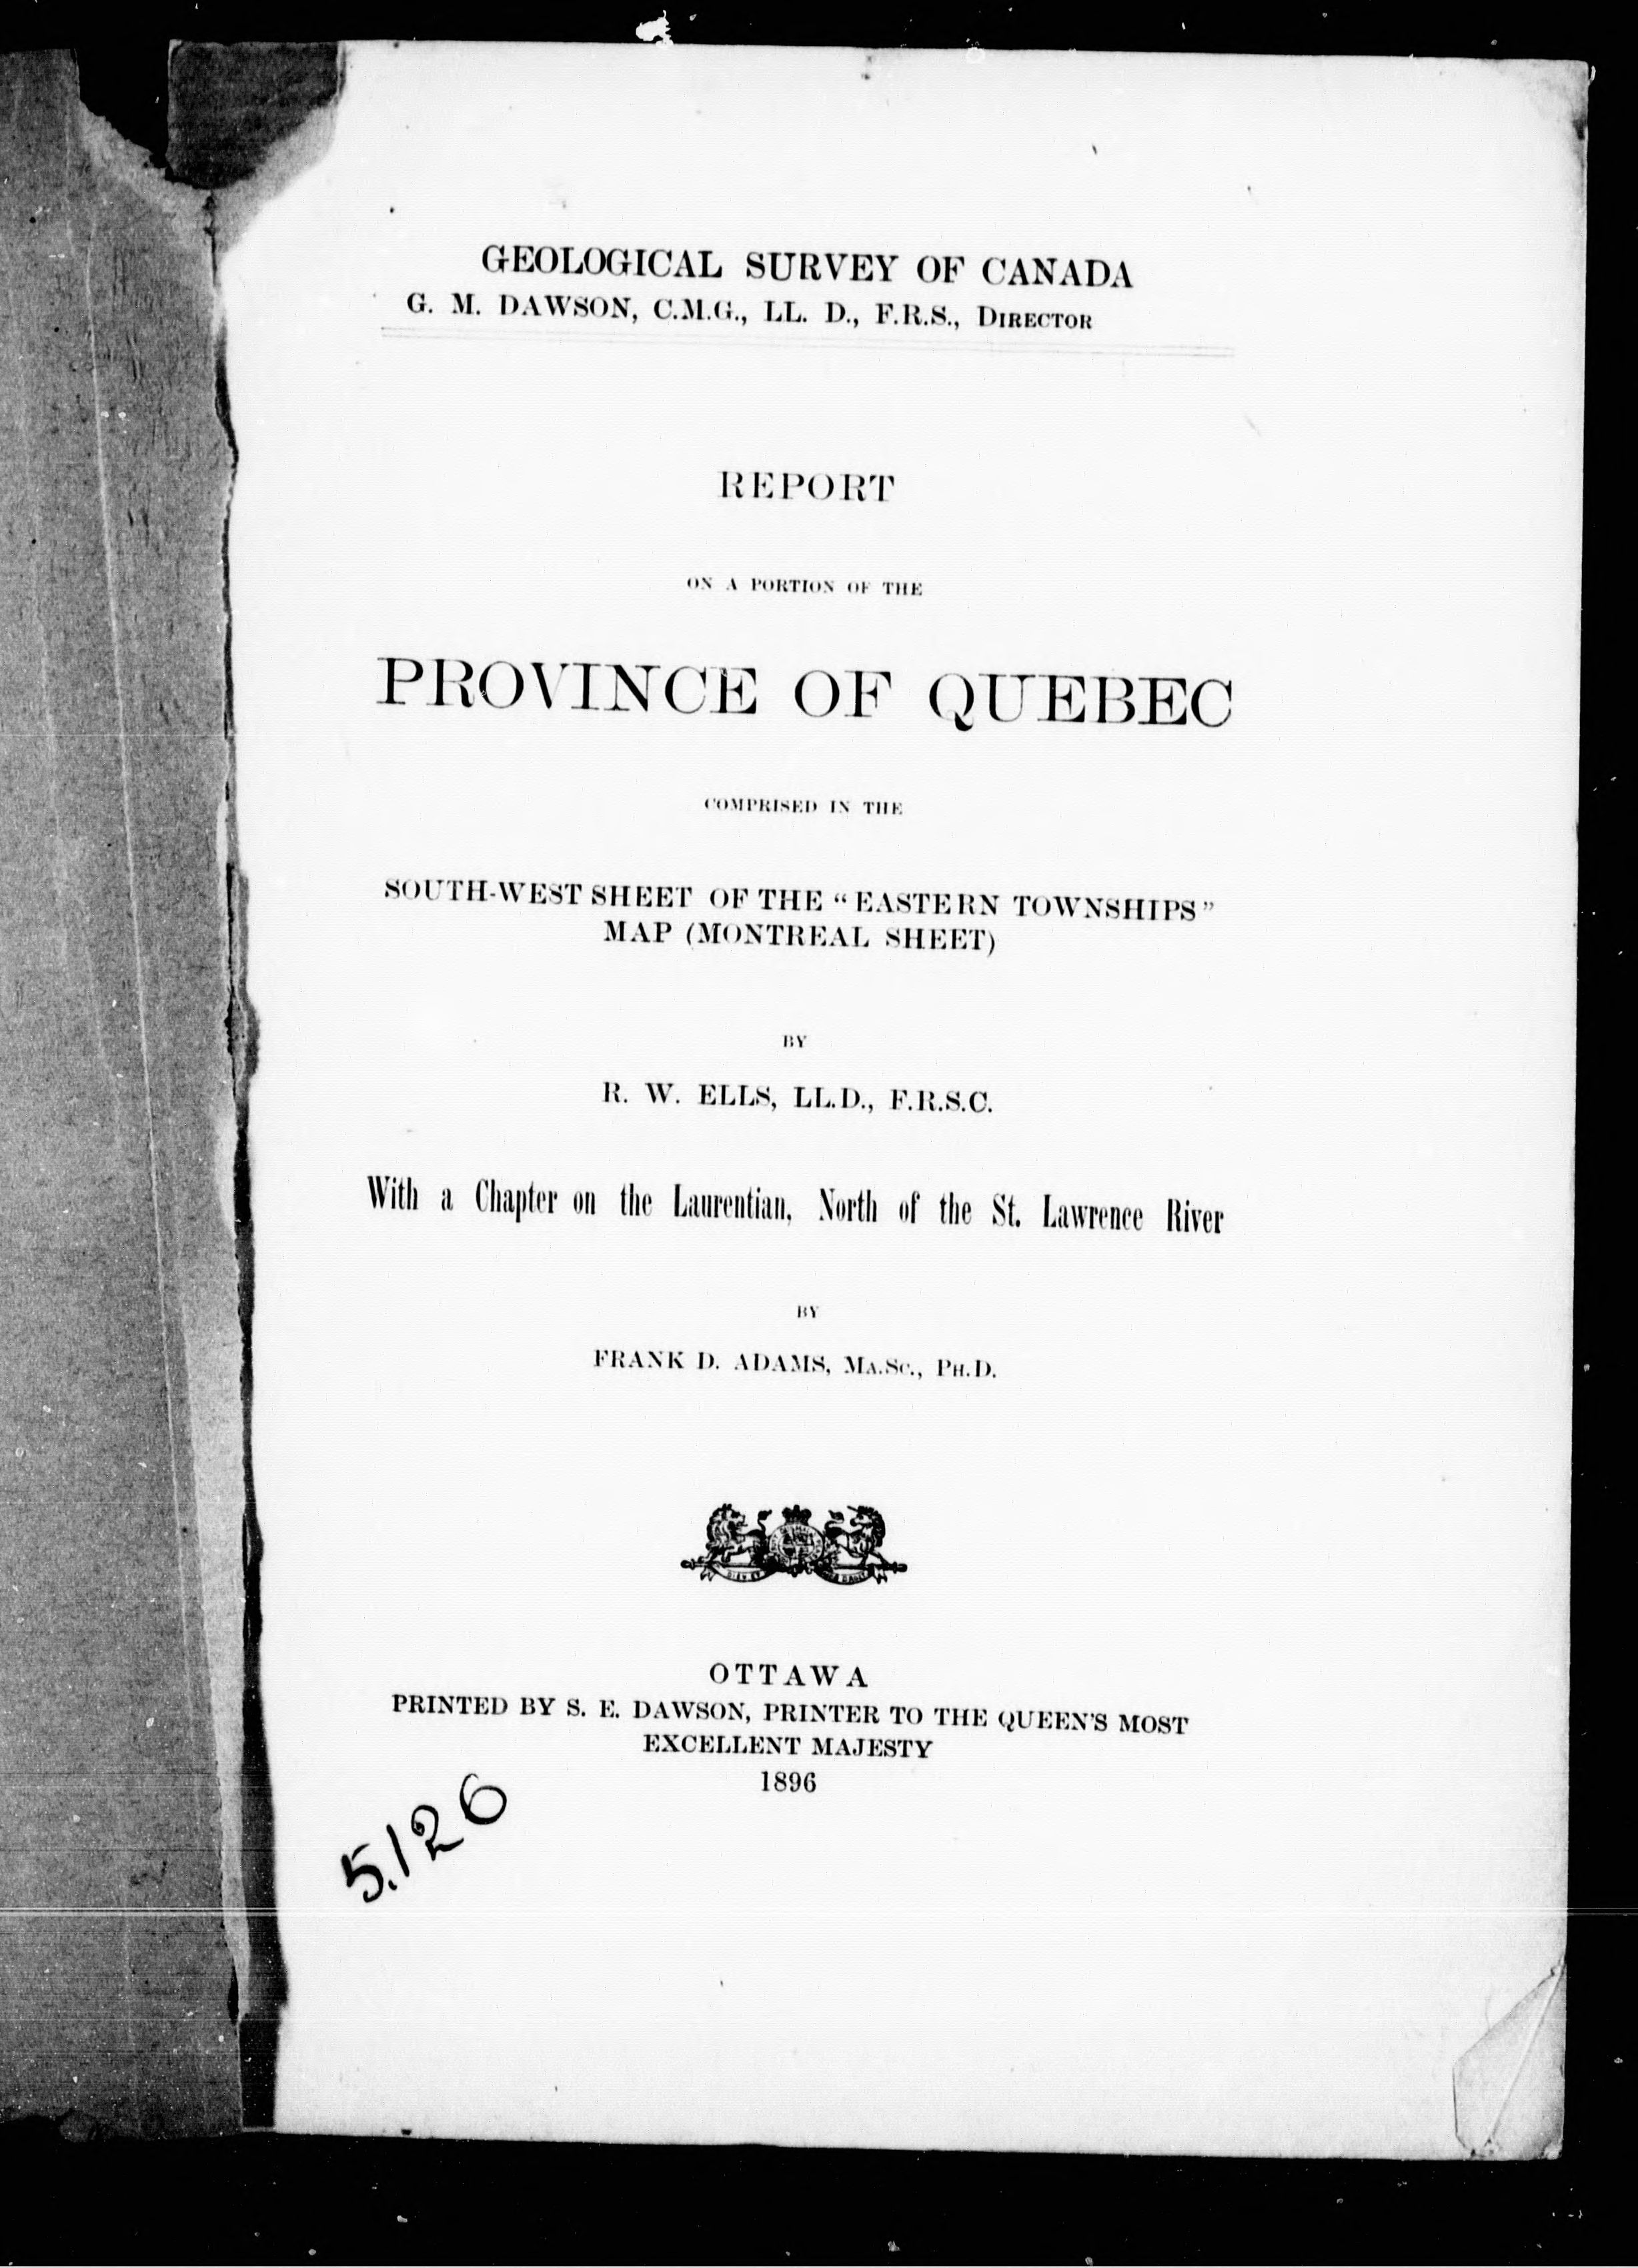 GEOLOGICAL SURVEY OF CANADA
G. M. DAWSON, C.M.G., LL. D., F.R.S., DIRECTOR
REPORT
ON A PORTION OF THE
PROVINCE OF QUEBEC
COMPRISED IN THE
SOUTH-WEST SHEET OF THE “EASTERN TOWNSHIPS”
MAP (MONTREAL SHEET)
BY
R. W. ELLS, LL.D., F.R.S.C.
With a Chapter on the Laurentian, North of the St. Lawrence River
BY
FRANK D. ADAMS, MA.Sc., PH.D.
OTTAWA
PRINTED BY S. E. DAWSON, PRINTER TO THE QUEEN'S MOST
EXCELLENT MAJESTY
1896
5.126